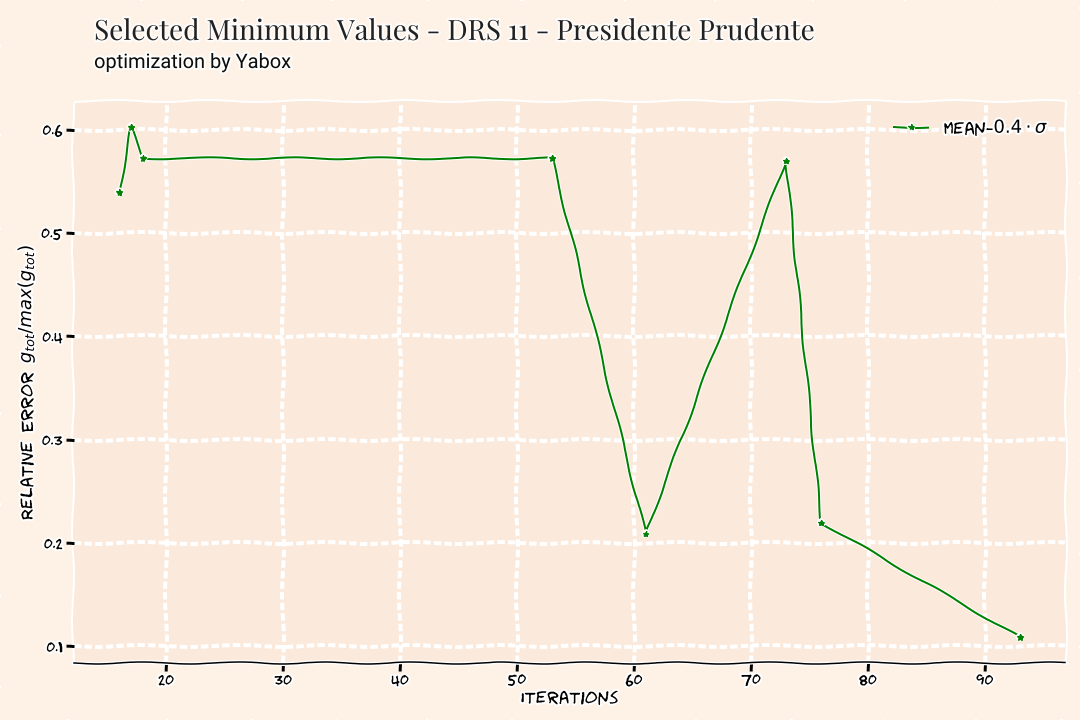 Selected Minimum Values - DRS 11 - Presidente Prudente
optimization by Yabox
MEAN-0.4 · σ
RELATIVE ERROR g_tot/max(g_tot)
0.6
0.5
0.4
0.3
0.2
0.1
20 30 40 50 60 70 80 90
ITERATIONS